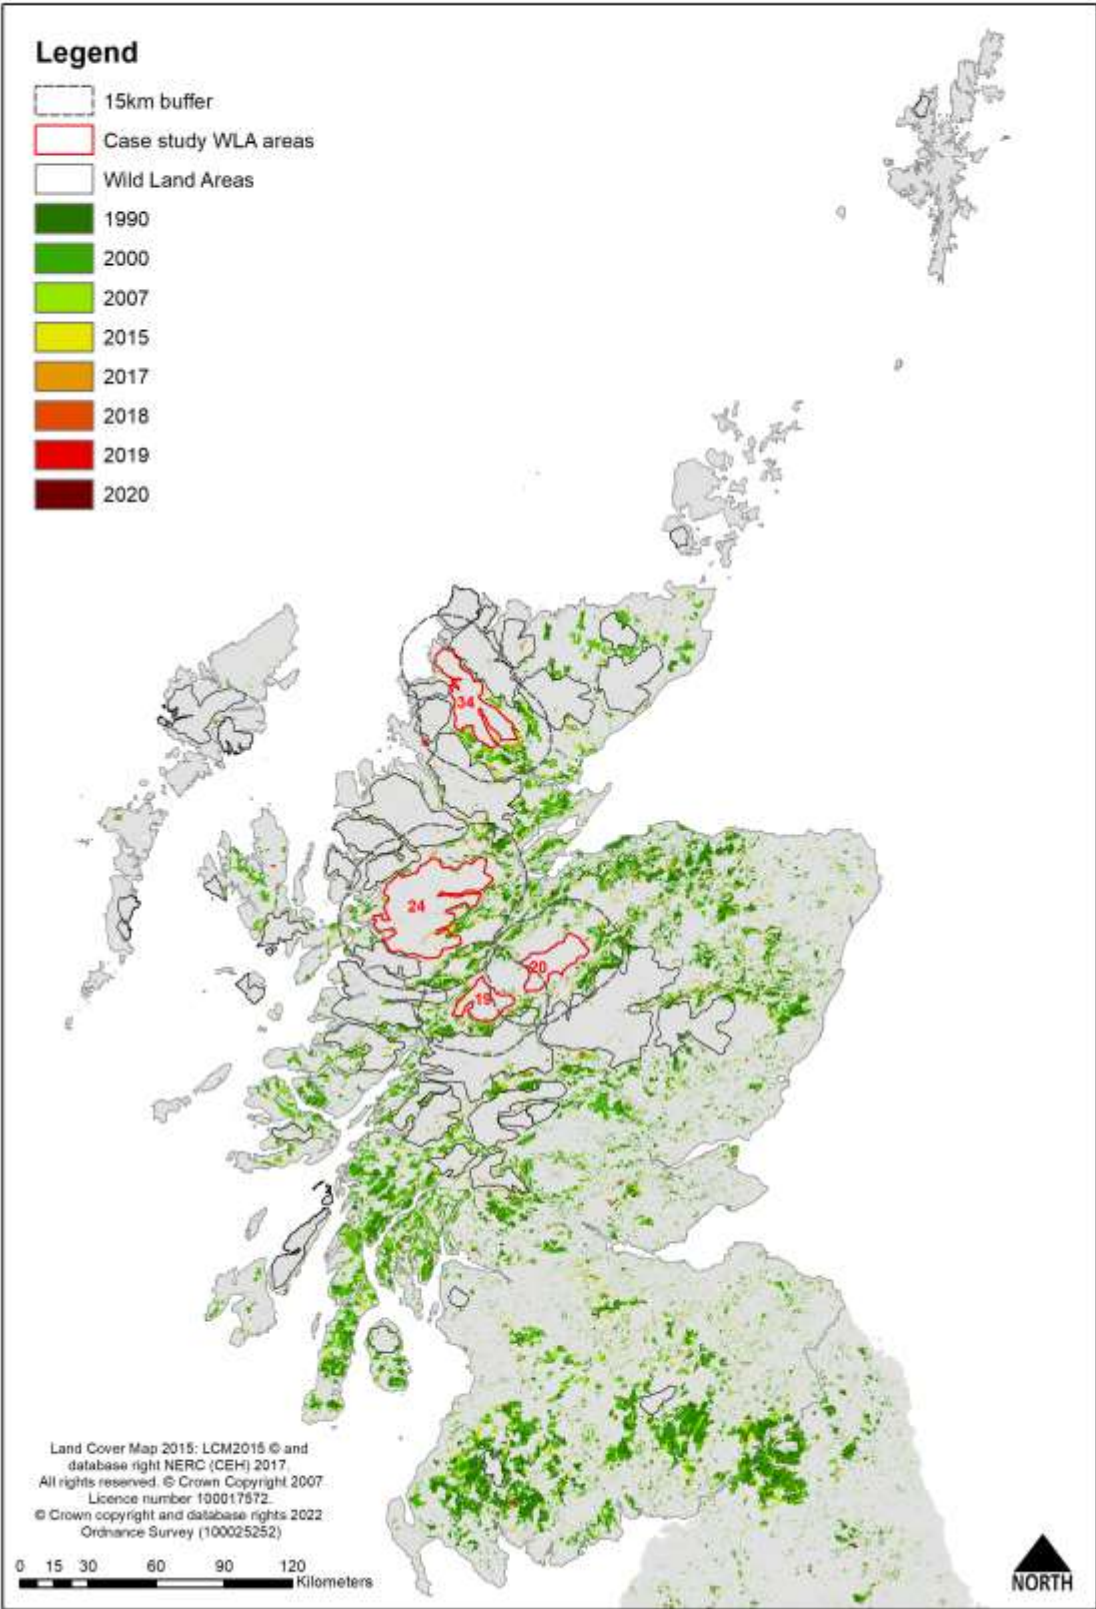 Legend
15km buffer
Case study WLA areas
Wild Land Areas
1990
2000
2007
2015
2017
2018
2019
2020
34
24
20
19
Land Cover Map 2015: LCM2015 © and
database right NERC (CEH) 2017.
All rights reserved. © Crown Copyright 2007
Licence number 100017572.
© Crown copyright and database rights 2022
Ordnance Survey (100025252)
0 15 30 60 90 120
Kilometers
NORTH